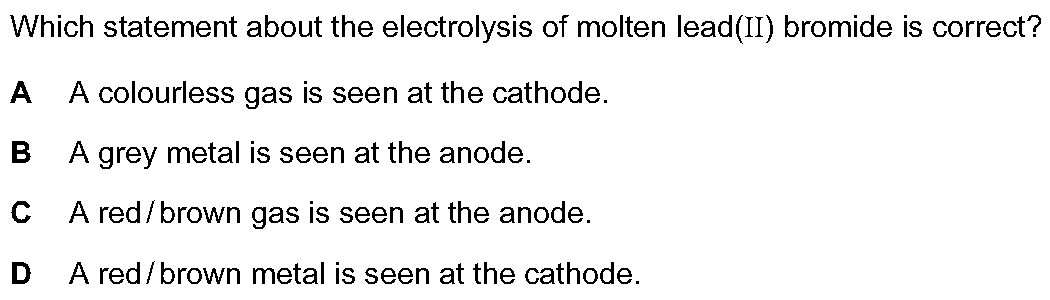 Which statement about the electrolysis of molten lead(II) bromide is correct?
A A colourless gas is seen at the cathode.
B A grey metal is seen at the anode.
C A red / brown gas is seen at the anode.
D A red / brown metal is seen at the cathode.